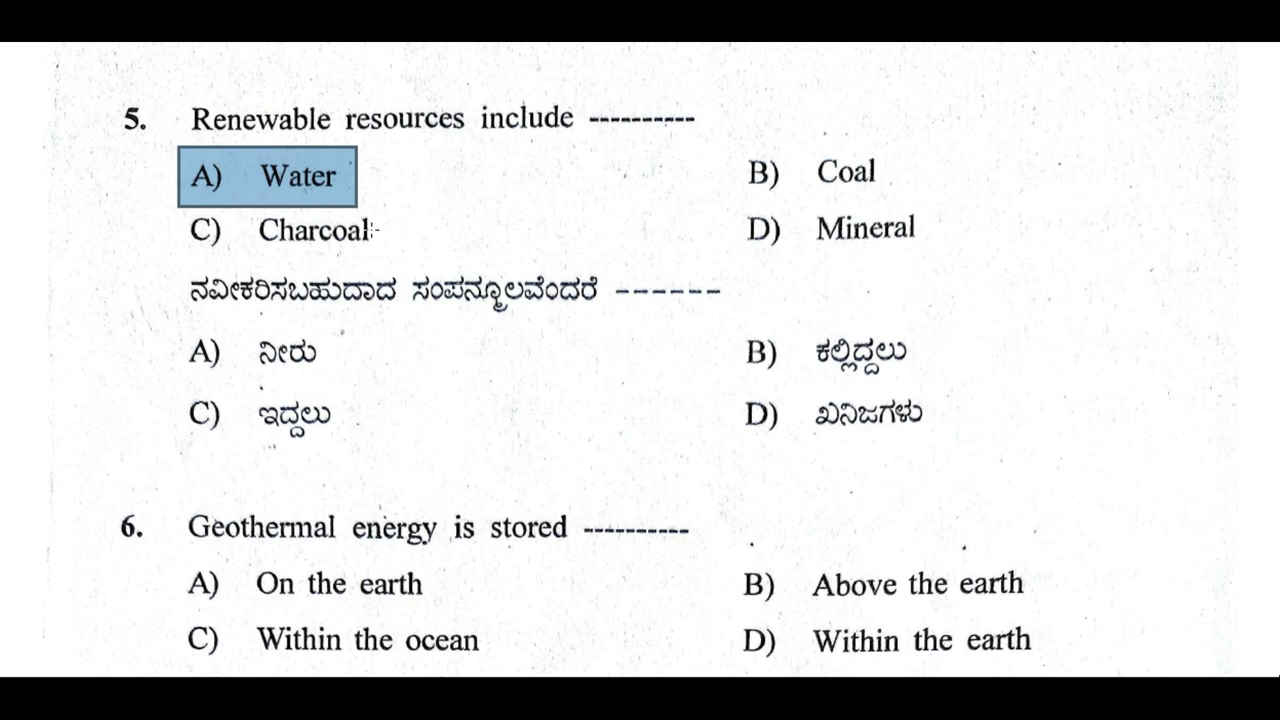 5. Renewable resources include ----------
A) Water B) Coal
C) Charcoal D) Mineral
ನವೀಕರಿಸಬಹುದಾದ ಸಂಪನ್ಮೂಲವೆಂದರೆ ------
A) ನೀರು B) ಕಲ್ಲಿದ್ದಲು
C) ಇದ್ದಲು D) ಖನಿಜಗಳು
6. Geothermal energy is stored ----------
A) On the earth B) Above the earth
C) Within the ocean D) Within the earth